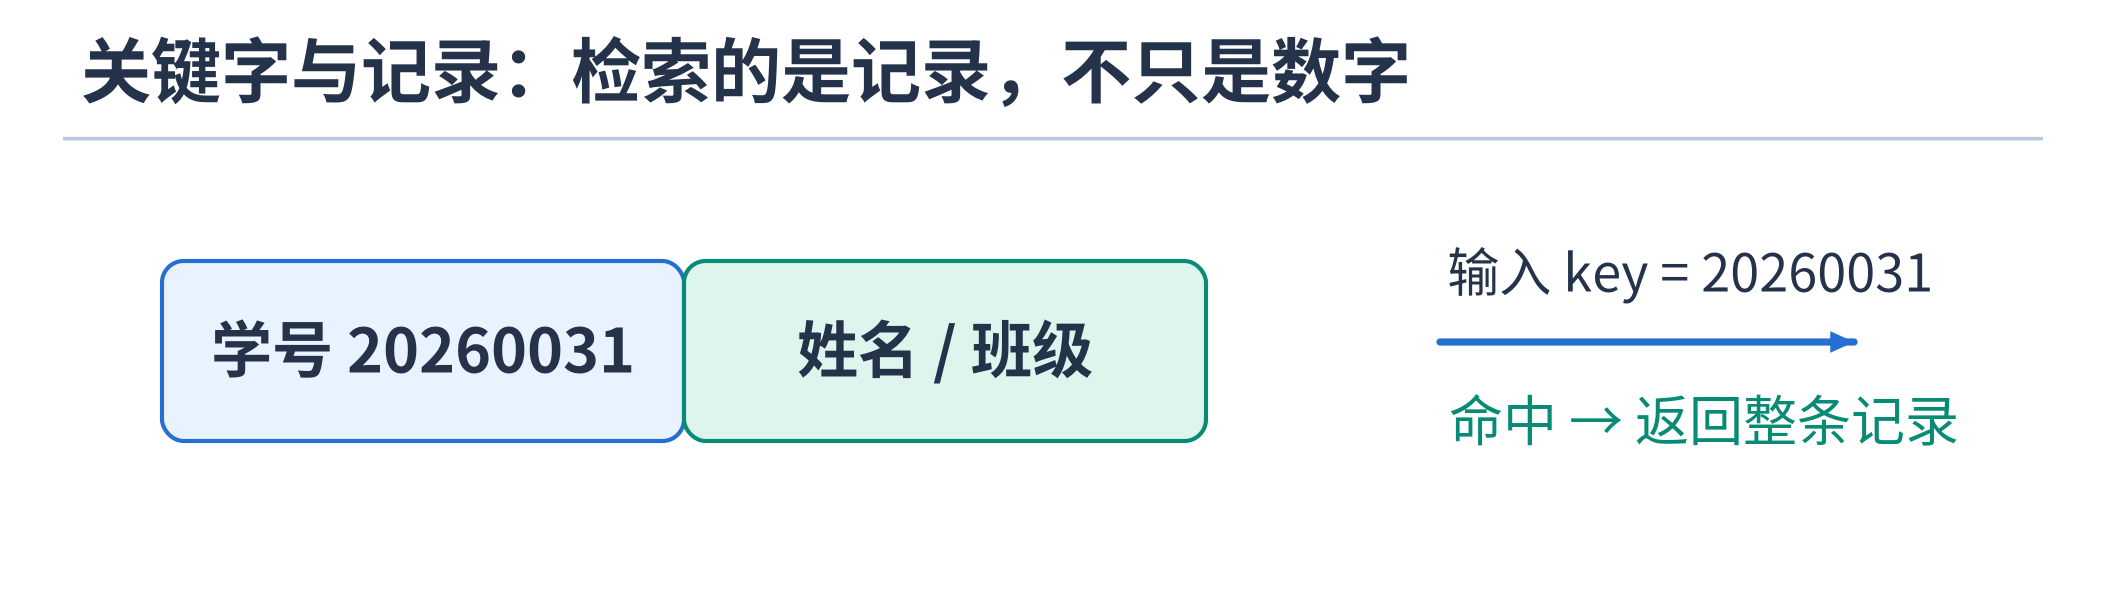 关键字与记录：检索的是记录，不只是数字
学号 20260031
姓名 / 班级
输入 key = 20260031
命中 → 返回整条记录